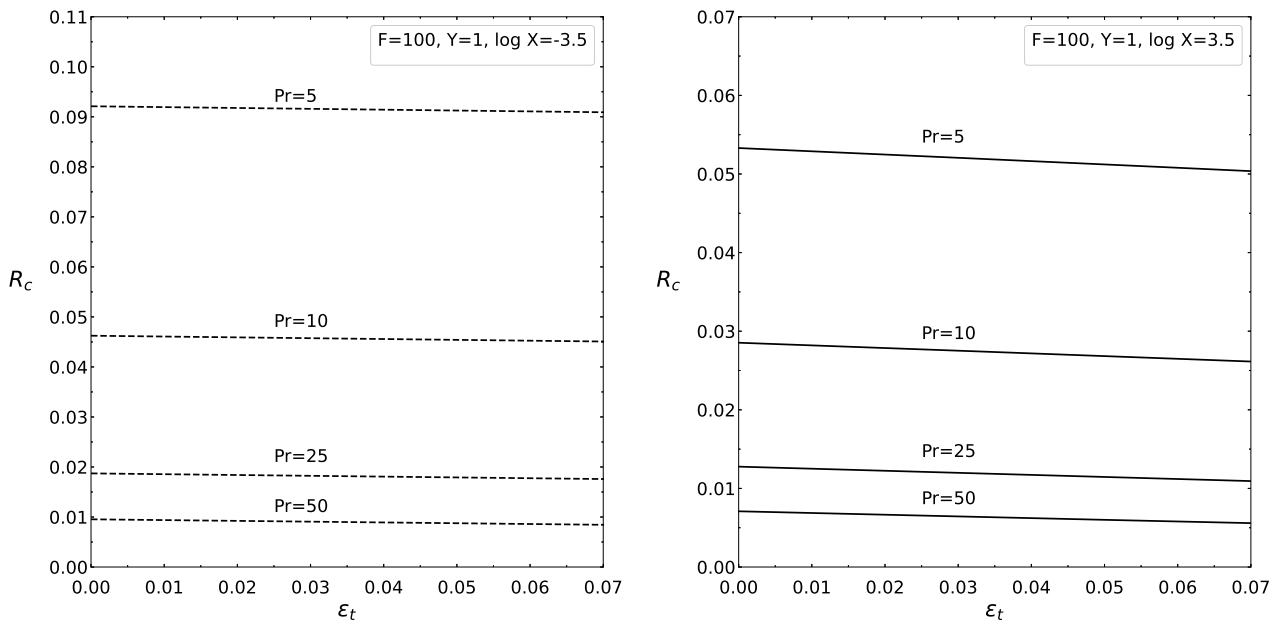 F=100, Y=1, log X=-3.5
0.11
0.10
0.09
0.08
0.07
0.06
0.05
0.04
0.03
0.02
0.01
0.00
R_c
Pr=5
Pr=10
Pr=25
Pr=50
0.00 0.01 0.02 0.03 0.04 0.05 0.06 0.07
ε_t
F=100, Y=1, log X=3.5
0.07
0.06
0.05
0.04
0.03
0.02
0.01
0.00
R_c
Pr=5
Pr=10
Pr=25
Pr=50
0.00 0.01 0.02 0.03 0.04 0.05 0.06 0.07
ε_t